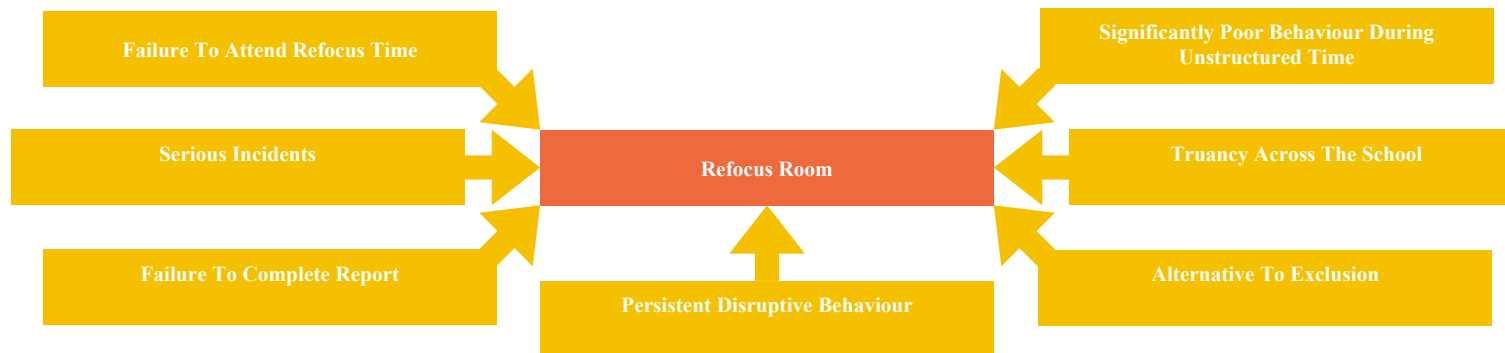 Failure To Attend Refocus Time
Significantly Poor Behaviour During
Unstructured Time
Serious Incidents
Refocus Room
Truancy Across The School
Failure To Complete Report
Persistent Disruptive Behaviour
Alternative To Exclusion